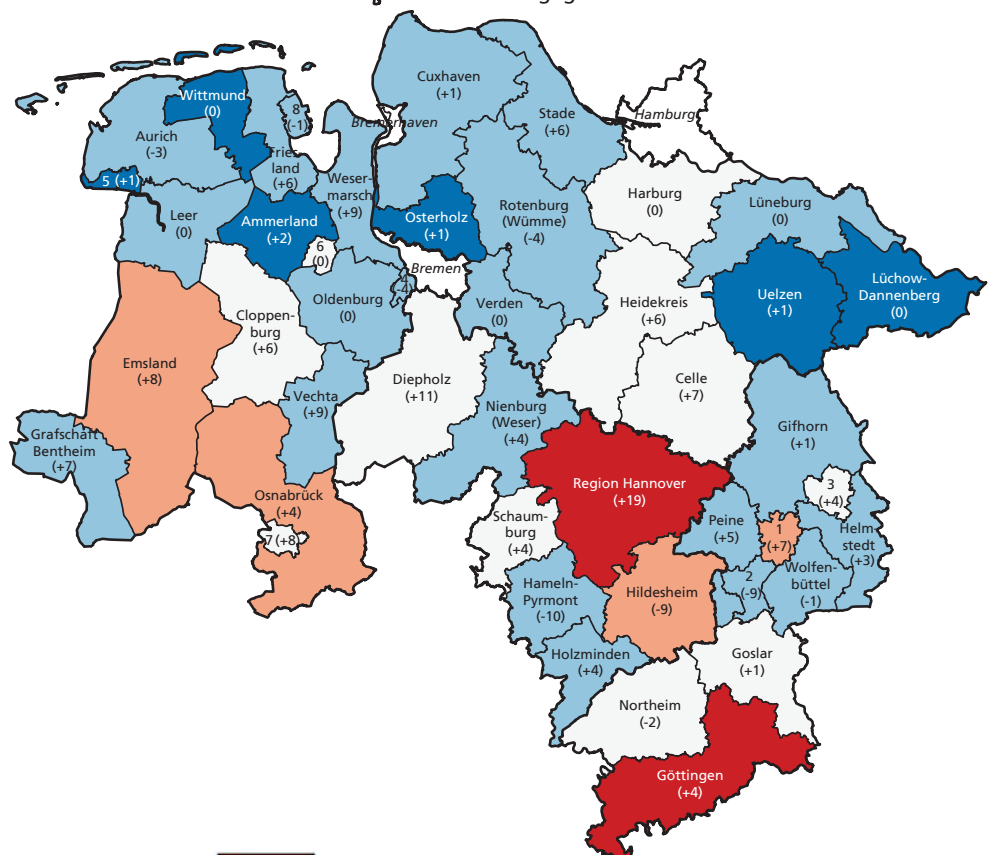 Cuxhaven
(+1)
Wittmund
(0)
8
(-1)
Bremerhaven
Stade
(+6)
Hamburg
Aurich
(-3)
Fries-
land
(+6)
5 (+1)
Weser-
marsch
(+9)
Harburg
(0)
Lüneburg
(0)
Leer
(0)
Ammerland
(+2)
Osterholz
(+1)
Rotenburg
(Wümme)
(-4)
6
(0)
Bremen
4
(-4)
Oldenburg
(0)
Verden
(0)
Heidekreis
(+6)
Uelzen
(+1)
Lüchow-
Dannenberg
(0)
Cloppen-
burg
(+6)
Emsland
(+8)
Diepholz
(+11)
Celle
(+7)
Vechta
(+9)
Nienburg
(Weser)
(+4)
Gifhorn
(+1)
Grafschaft
Bentheim
(+7)
Region Hannover
(+19)
3
(+4)
Osnabrück
(+4)
Schaum-
burg
(+4)
Peine
(+5)
1
(+7)
Helm-
stedt
(+3)
7 (+8)
Hameln-
Pyrmont
(-10)
Hildesheim
(-9)
2
(-9)
Wolfen-
büttel
(-1)
Holzminden
(+4)
Goslar
(+1)
Northeim
(-2)
Göttingen
(+4)